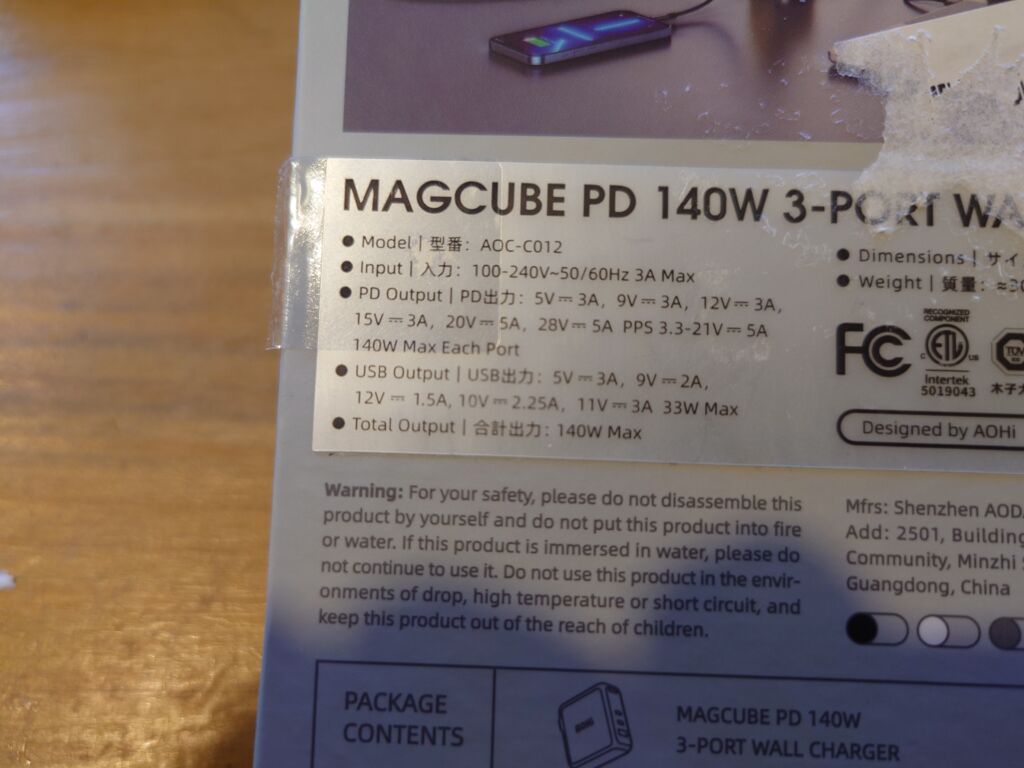 MAGCUBE PD 140W 3-PORT
● Model | 型番: AOC-C012
● Input | 入力: 100-240V~50/60Hz 3A Max
● PD Output | PD出力: 5V⎓3A, 9V⎓3A, 12V⎓3A,
15V⎓3A, 20V⎓5A, 28V⎓5A PPS 3.3-21V⎓5A
140W Max Each Port
● USB Output | USB出力: 5V⎓3A, 9V⎓2A,
12V⎓1.5A, 10V⎓2.25A, 11V⎓3A 33W Max
● Total Output | 合計出力: 140W Max
● Dimensions |
● Weight | 質量:
FC
RECOGNIZED
COMPONENT
C ETL US
Intertek
5019043
TÜV
Designed by AOHi
Warning: For your safety, please do not disassemble this
product by yourself and do not put this product into fire
or water. If this product is immersed in water, please do
not continue to use it. Do not use this product in the envir-
onments of drop, high temperature or short circuit, and
keep this product out of the reach of children.
Mfrs: Shenzhen
Add: 2501, Building
Community, Minzhi
Guangdong, China
PACKAGE
CONTENTS
AOHi
MAGCUBE PD 140W
3-PORT WALL CHARGER